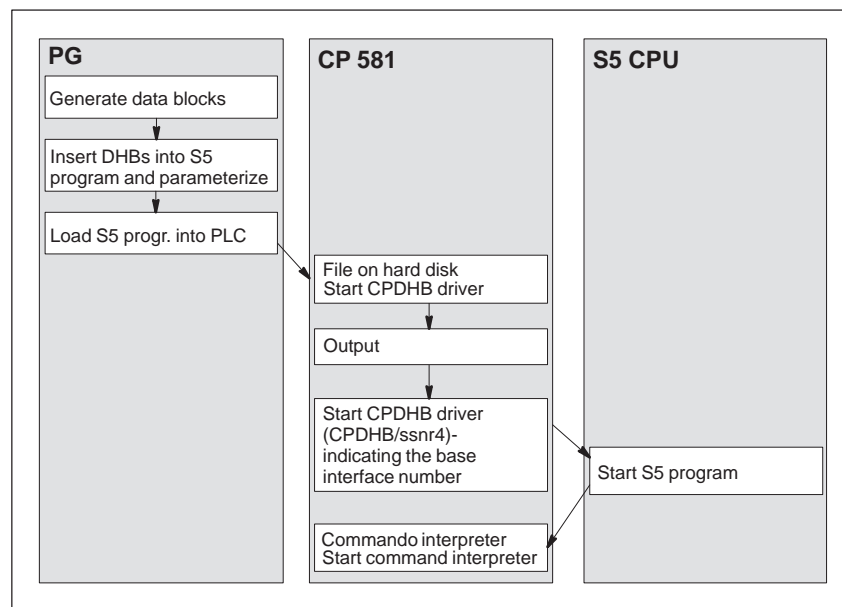 PG
Generate data blocks
Insert DHBs into S5
program and parameterize
Load S5 progr. into PLC
CP 581
File on hard disk
Start CPDHB driver
Output
Start CPDHB driver
(CPDHB/ssnr4)-
indicating the base
interface number
Commando interpreter
Start command interpreter
S5 CPU
Start S5 program